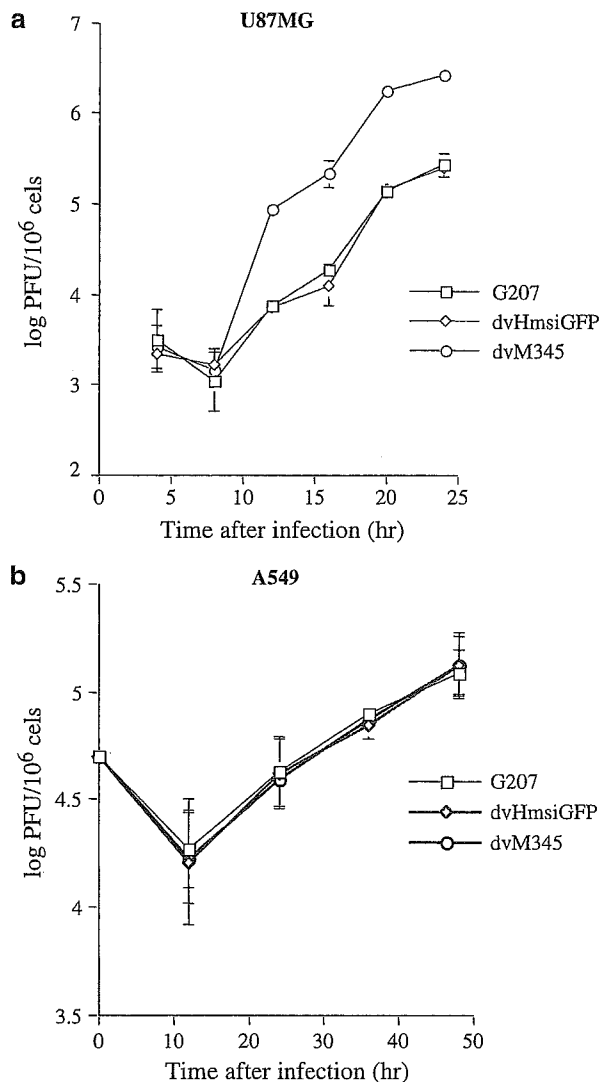 a
U87MG
7
6
5
4
3
2
log PFU/10⁶ cels
0
5
10
15
20
25
Time after infection (hr)
G207
dvHmsiGFP
dvM345
b
A549
5.5
5
4.5
4
3.5
log PFU/10⁶ cels
0
10
20
30
40
50
Time after infection (hr)
G207
dvHmsiGFP
dvM345